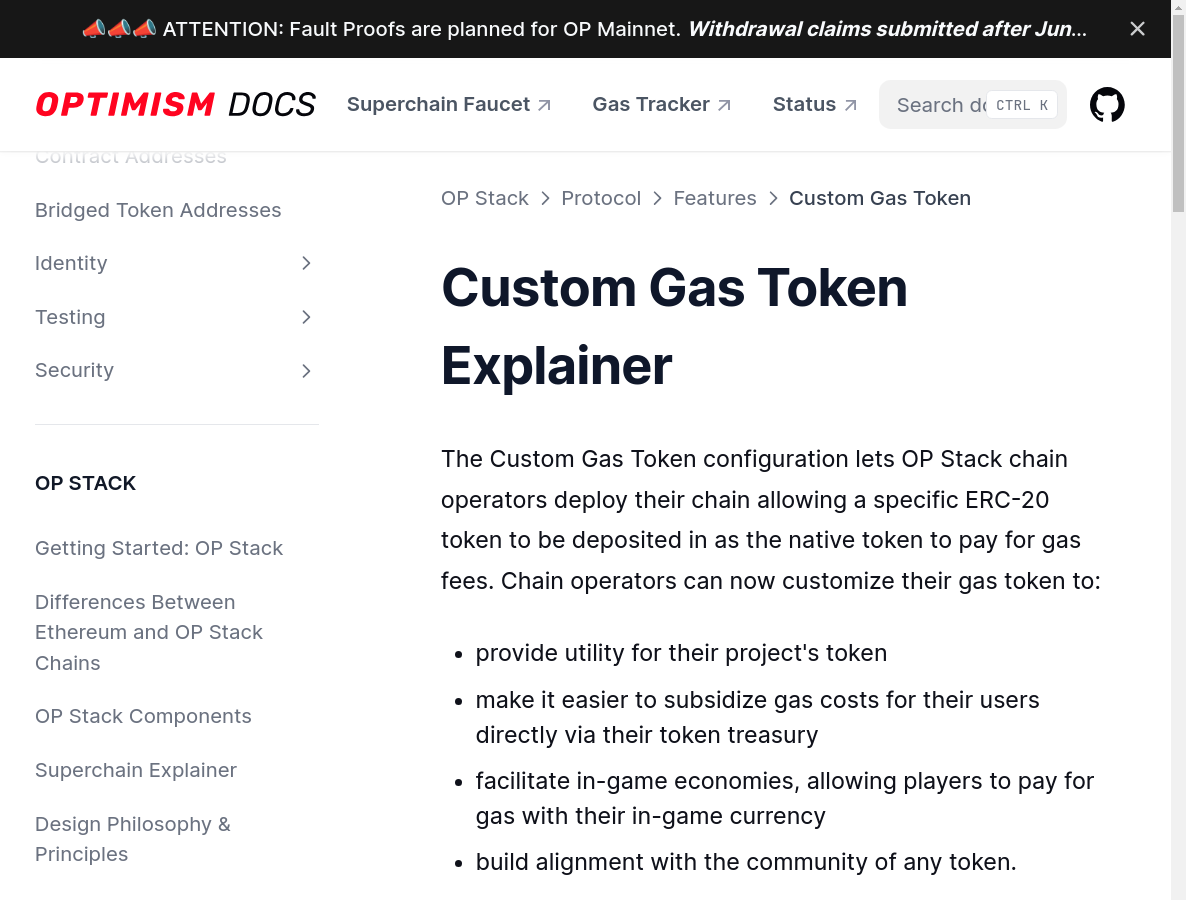 📣📣📣 ATTENTION: Fault Proofs are planned for OP Mainnet. Withdrawal claims submitted after Jun...
OPTIMISM DOCS
Superchain Faucet
Gas Tracker
Status
Search do
CTRL K
Contract Addresses
Bridged Token Addresses
Identity
Testing
Security
OP STACK
Getting Started: OP Stack
Differences Between
Ethereum and OP Stack
Chains
OP Stack Components
Superchain Explainer
Design Philosophy &
Principles
OP Stack > Protocol > Features > Custom Gas Token
Custom Gas Token
Explainer
The Custom Gas Token configuration lets OP Stack chain
operators deploy their chain allowing a specific ERC-20
token to be deposited in as the native token to pay for gas
fees. Chain operators can now customize their gas token to:
• provide utility for their project's token
• make it easier to subsidize gas costs for their users
directly via their token treasury
• facilitate in-game economies, allowing players to pay for
gas with their in-game currency
• build alignment with the community of any token.